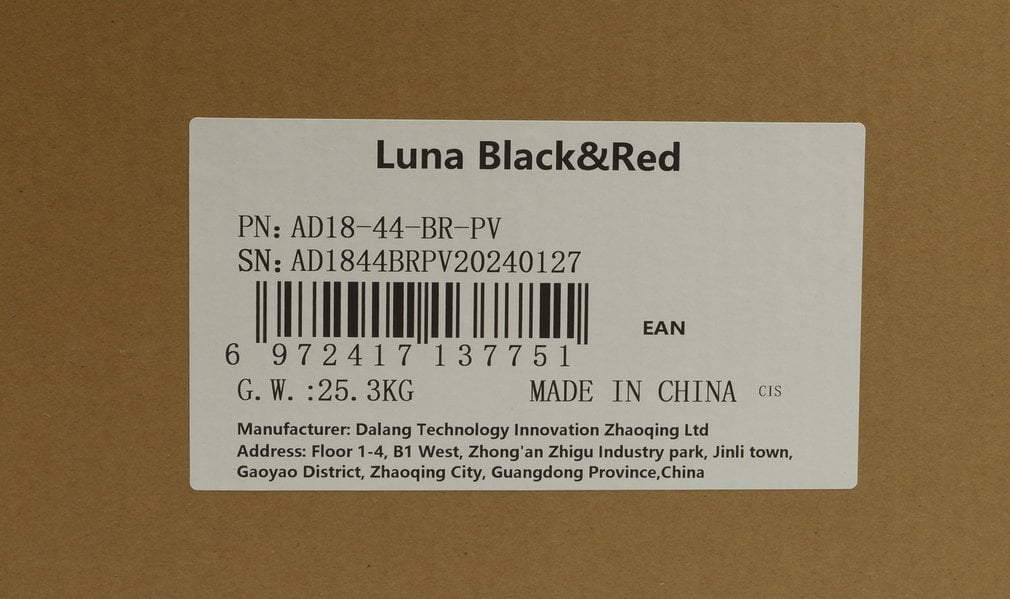 Luna Black&Red
PN: AD18-44-BR-PV
SN: AD1844BRPV20240127
EAN
6 972417 137751
G.W.:25.3KG MADE IN CHINA CIS
Manufacturer: Dalang Technology Innovation Zhaoqing Ltd
Address: Floor 1-4, B1 West, Zhong'an Zhigu Industry park, Jinli town,
Gaoyao District, Zhaoqing City, Guangdong Province,China